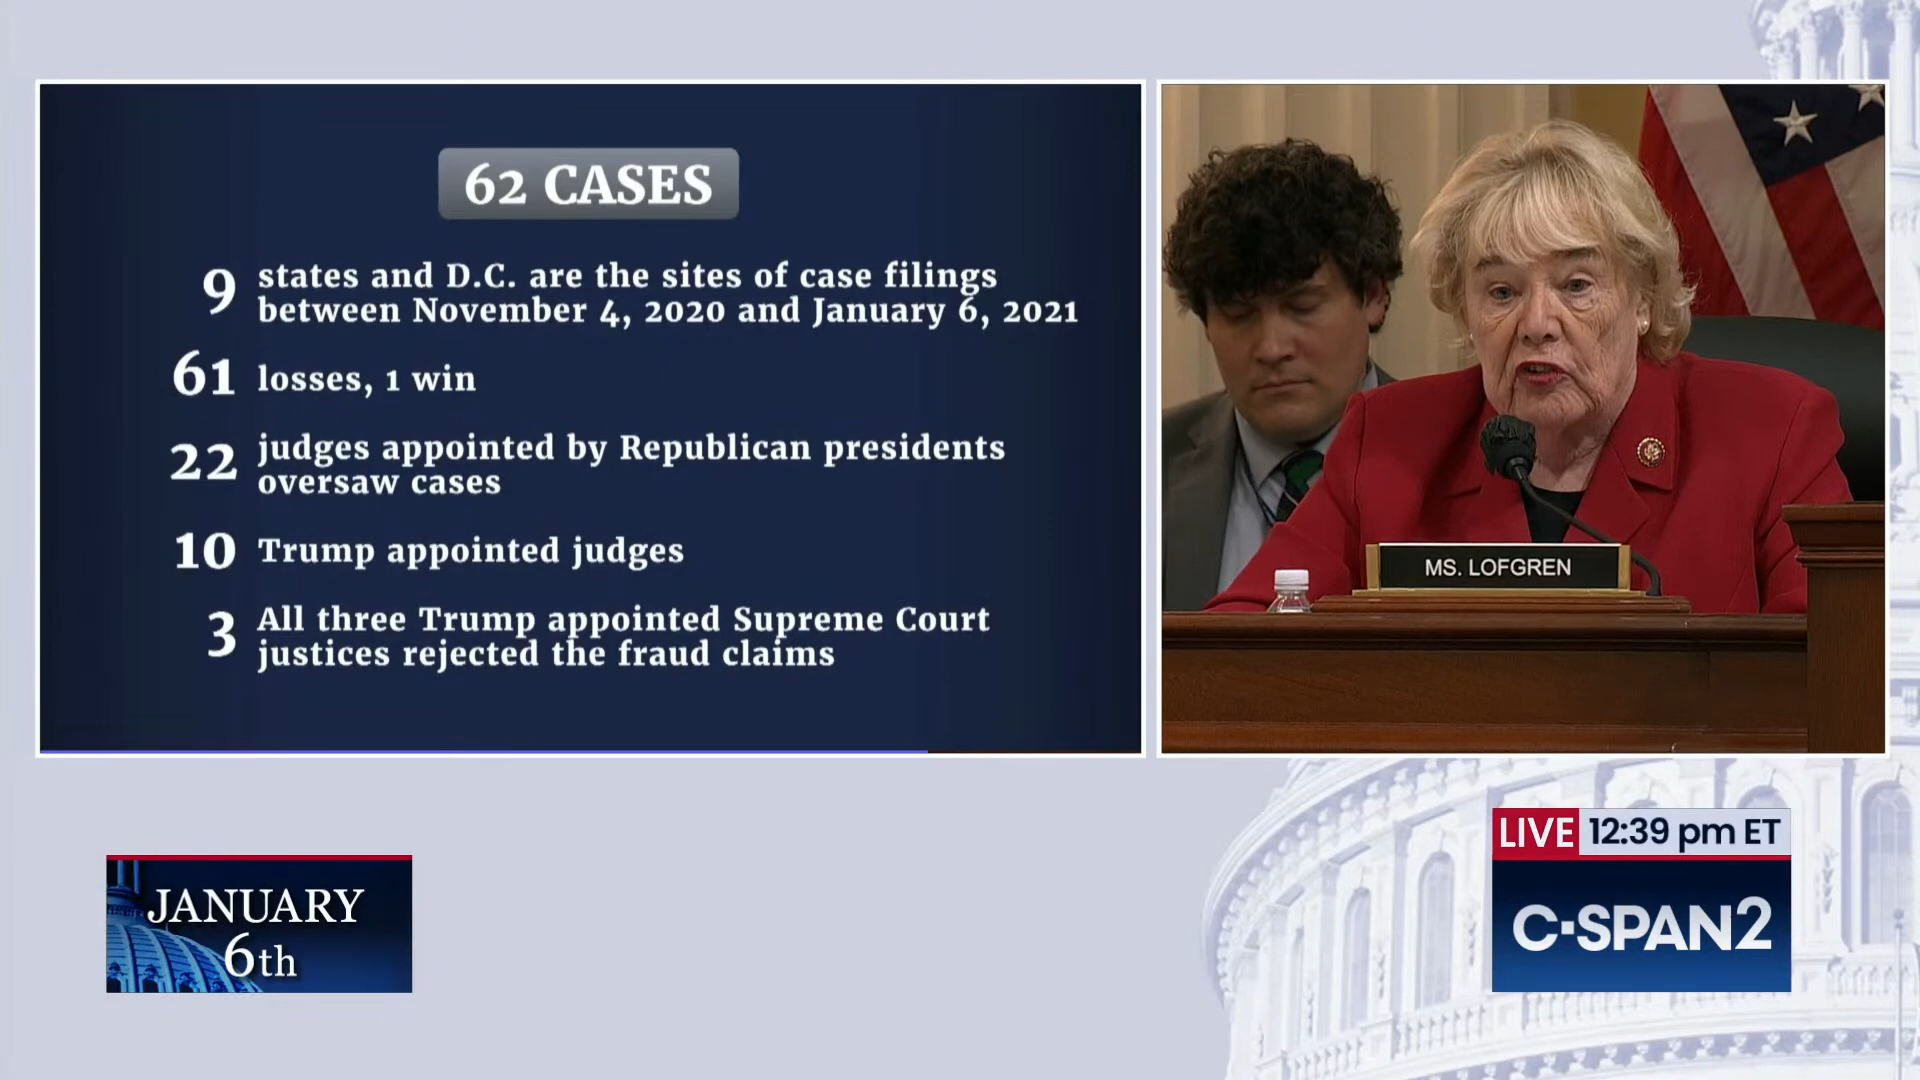 62 CASES
9 states and D.C. are the sites of case filings
between November 4, 2020 and January 6, 2021
61 losses, 1 win
22 judges appointed by Republican presidents
oversaw cases
10 Trump appointed judges
3 All three Trump appointed Supreme Court
justices rejected the fraud claims
MS. LOFGREN
JANUARY
6th
LIVE 12:39 pm ET
C-SPAN2